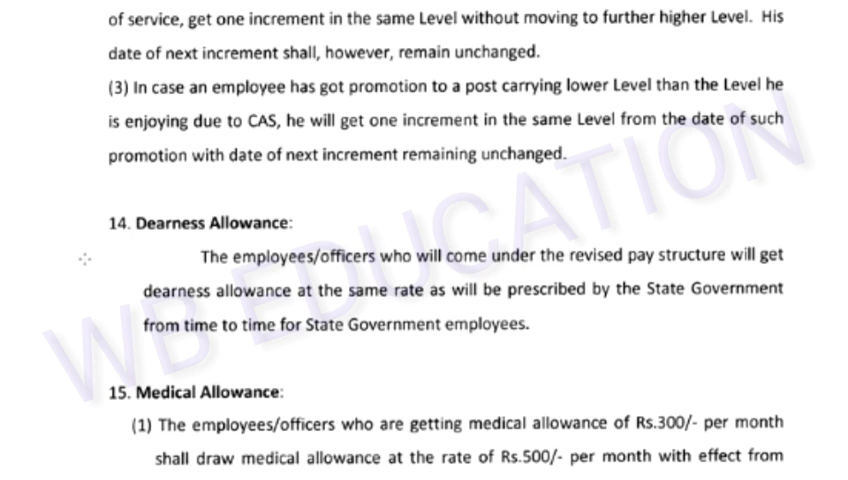 of service, get one increment in the same Level without moving to further higher Level. His
date of next increment shall, however, remain unchanged.
(3) In case an employee has got promotion to a post carrying lower Level than the Level he
is enjoying due to CAS, he will get one increment in the same Level from the date of such
promotion with date of next increment remaining unchanged.
14. Dearness Allowance:
The employees/officers who will come under the revised pay structure will get
dearness allowance at the same rate as will be prescribed by the State Government
from time to time for State Government employees.
15. Medical Allowance:
(1) The employees/officers who are getting medical allowance of Rs.300/- per month
shall draw medical allowance at the rate of Rs.500/- per month with effect from
WB EDUCATION